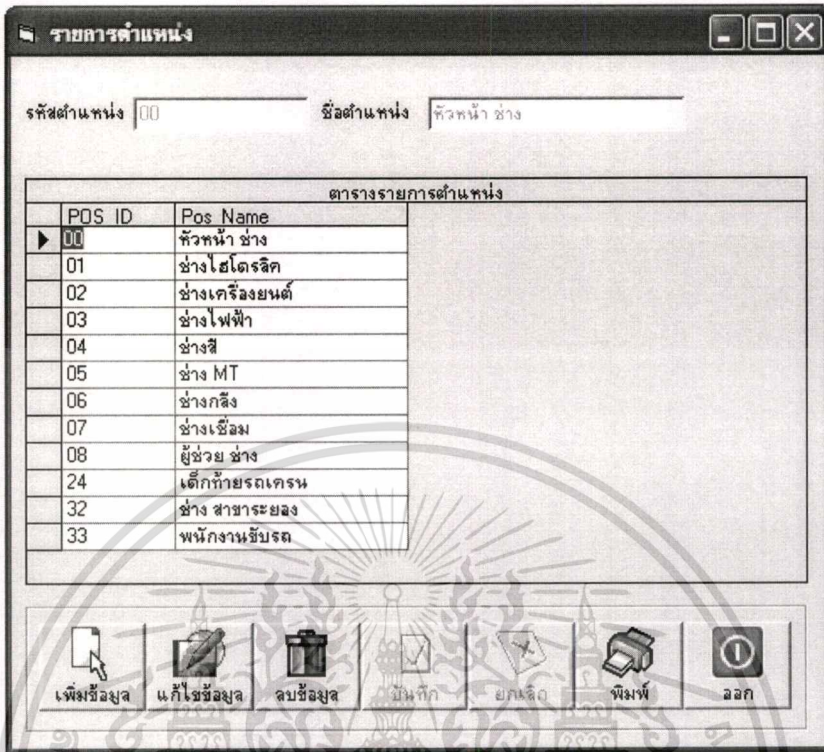 รายการตำแหน่ง
รหัสตำแหน่ง 00 ชื่อตำแหน่ง หัวหน้า ช่าง
ตารางรายการตำแหน่ง
POS_ID Pos_Name
00 หัวหน้า ช่าง
01 ช่างไฮโดรลิค
02 ช่างเครื่องยนต์
03 ช่างไฟฟ้า
04 ช่างสี
05 ช่าง MT
06 ช่างกลึง
07 ช่างเชื่อม
08 ผู้ช่วย ช่าง
24 เด็กท้ายรถเครน
32 ช่าง สาขาระยอง
33 พนักงานขับรถ
เพิ่มข้อมูล แก้ไขข้อมูล ลบข้อมูล บันทึก ยกเลิก พิมพ์ ออก